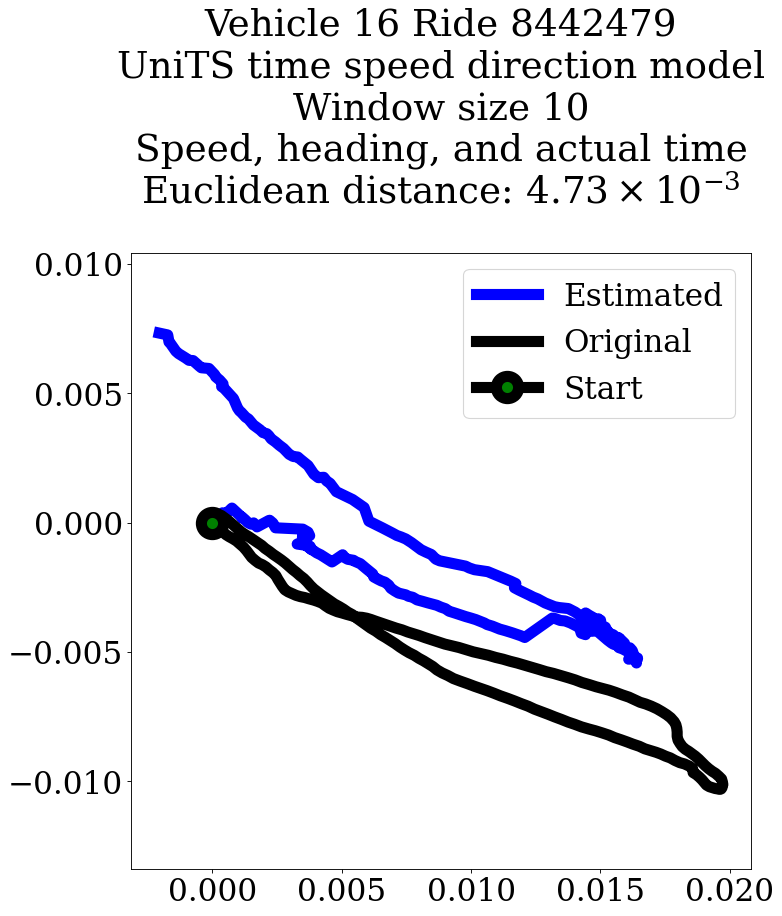 Vehicle 16 Ride 8442479
UniTS time speed direction model
Window size 10
Speed, heading, and actual time
Euclidean distance: 4.73 × 10⁻³
0.010
0.005
0.000
−0.005
−0.010
Estimated
Original
Start
0.000 0.005 0.010 0.015 0.020